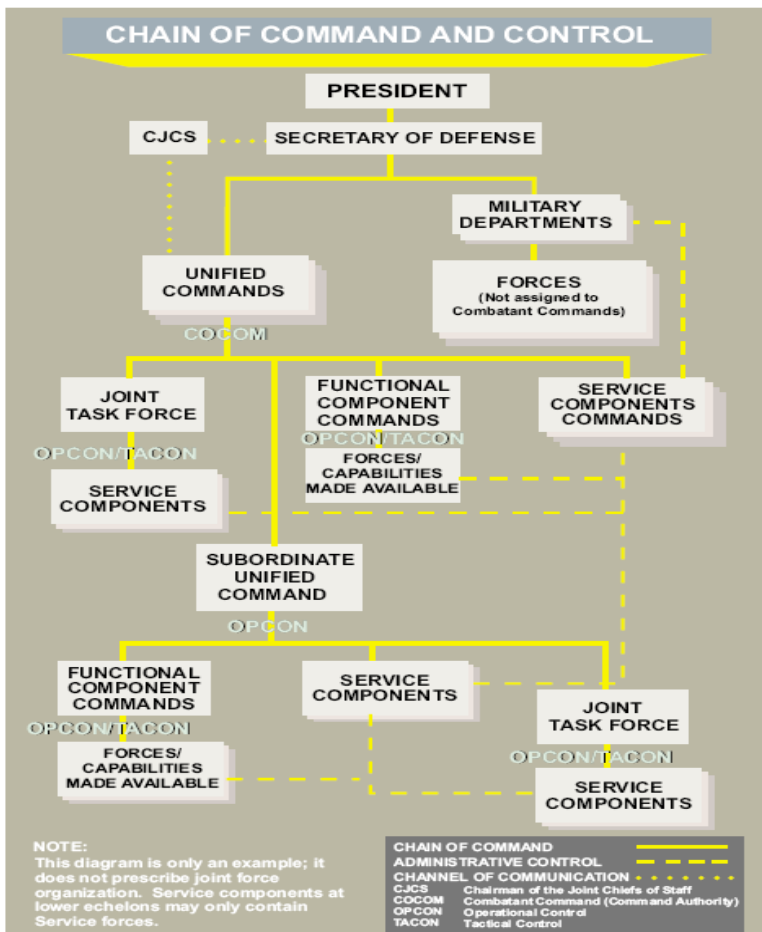 CHAIN OF COMMAND AND CONTROL
PRESIDENT
CJCS
SECRETARY OF DEFENSE
MILITARY
DEPARTMENTS
UNIFIED
COMMANDS
FORCES
(Not assigned to
Combatant Commands)
COCOM
JOINT
TASK FORCE
FUNCTIONAL
COMPONENT
COMMANDS
SERVICE
COMPONENTS
COMMANDS
OPCON/TACON
OPCON/TACON
SERVICE
COMPONENTS
FORCES/
CAPABILITIES
MADE AVAILABLE
SUBORDINATE
UNIFIED
COMMAND
OPCON
FUNCTIONAL
COMPONENT
COMMANDS
SERVICE
COMPONENTS
JOINT
TASK FORCE
OPCON/TACON
FORCES/
CAPABILITIES
MADE AVAILABLE
OPCON/TACON
SERVICE
COMPONENTS
NOTE:
This diagram is only an example; it
does not prescribe joint force
organization. Service components at
lower echelons may only contain
Service forces.
CHAIN OF COMMAND
ADMINISTRATIVE CONTROL
CHANNEL OF COMMUNICATION
CJCS Chairman of the Joint Chiefs of Staff
COCOM Combatant Command (Command Authority)
OPCON Operational Control
TACON Tactical Control